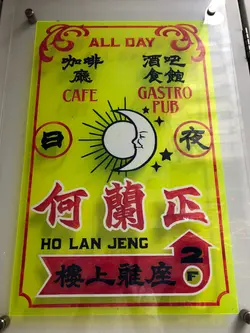 ALL DAY
咖啡 酒吧
廳 食館
CAFE GASTRO
PUB
日 夜
何蘭正
HO LAN JENG
樓上雅座
2F